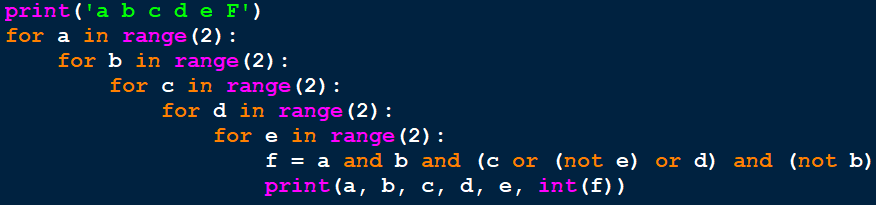 print('a b c d e F')
for a in range(2):
    for b in range(2):
        for c in range(2):
            for d in range(2):
                for e in range(2):
                    f = a and b and (c or (not e) or d) and (not b)
                    print(a, b, c, d, e, int(f))